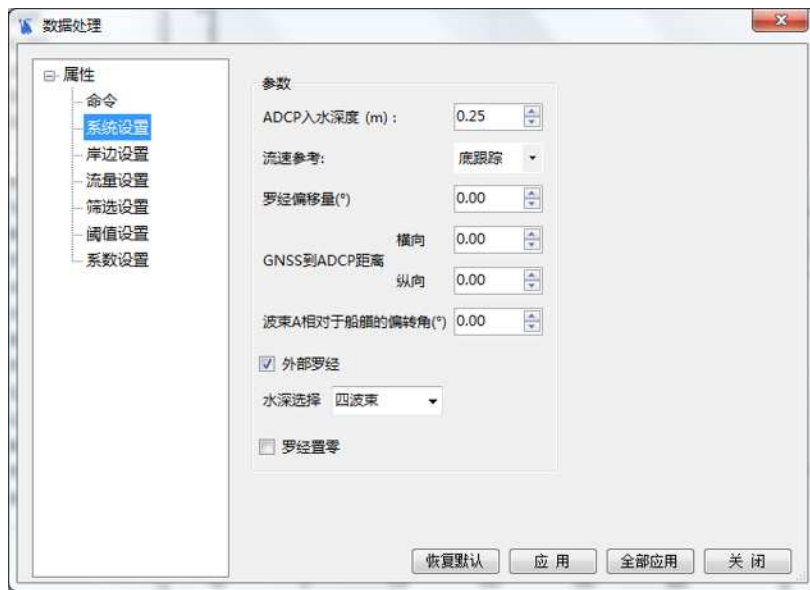 数据处理
属性
命令
系统设置
岸边设置
流量设置
筛选设置
阈值设置
系数设置
参数
ADCP入水深度 (m) : 0.25
流速参考: 底跟踪
罗经偏移量(°) 0.00
横向 0.00
GNSS到ADCP距离
纵向 0.00
波束A相对于船艏的偏转角(°) 0.00
外部罗经
水深选择 四波束
罗经置零
恢复默认 应 用 全部应用 关 闭